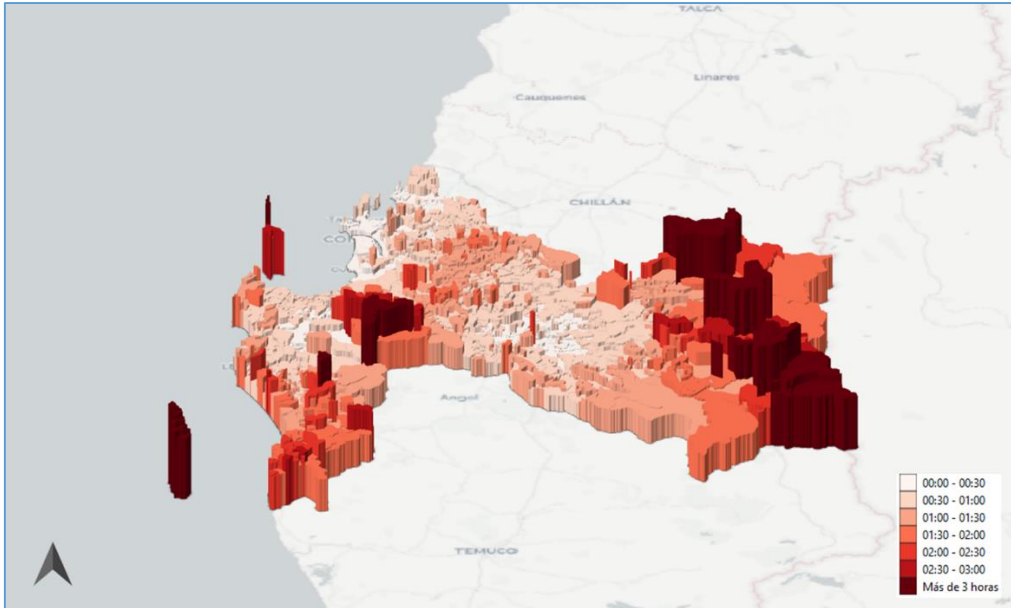 TALCA
Linares
Cauquenes
CHILLÁN
Angol
TEMUCO
00:00 - 00:30
00:30 - 01:00
01:00 - 01:30
01:30 - 02:00
02:00 - 02:30
02:30 - 03:00
Más de 3 horas